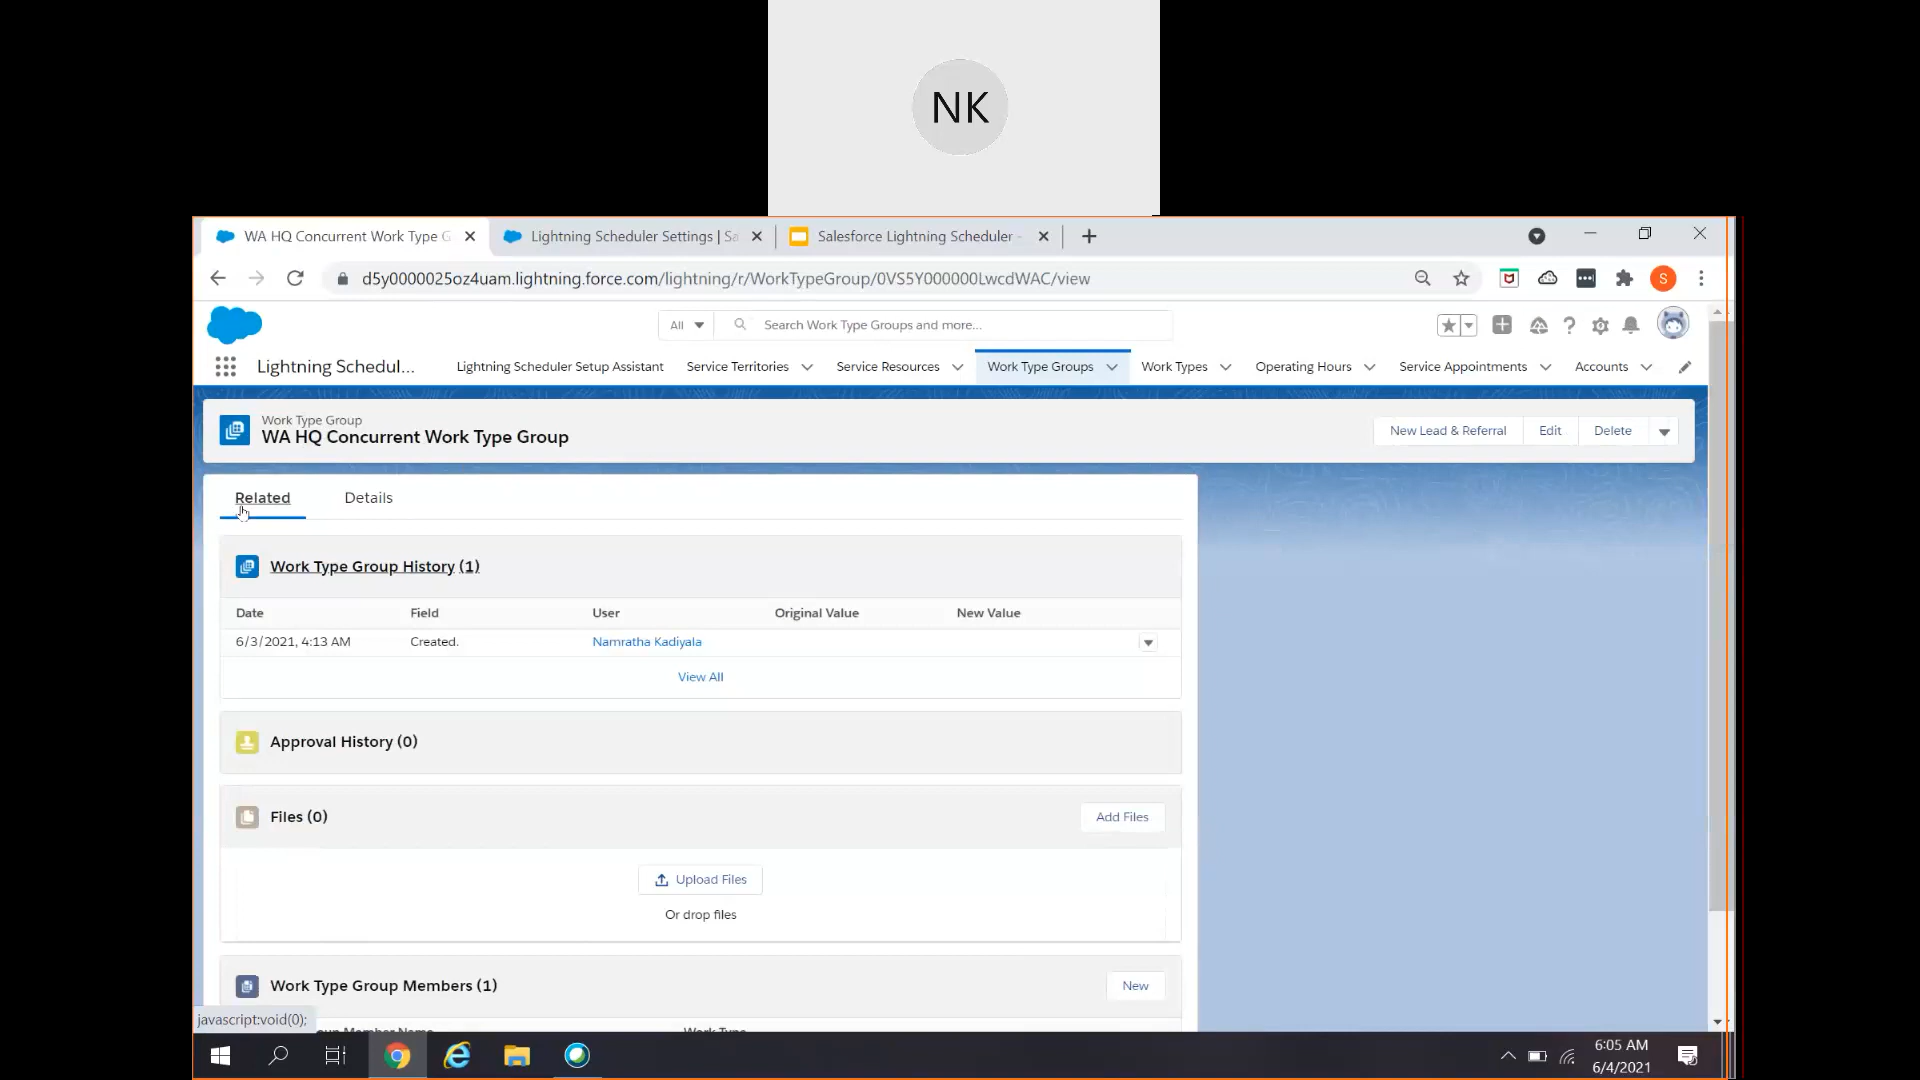 NK
WA HQ Concurrent Work Type G
Lightning Scheduler Settings | Sa
Salesforce Lightning Scheduler -
d5y0000025oz4uam.lightning.force.com/lightning/r/WorkTypeGroup/0VS5Y000000LwcdWAC/view
S
All
Search Work Type Groups and more...
Lightning Schedul...
Lightning Scheduler Setup Assistant
Service Territories
Service Resources
Work Type Groups
Work Types
Operating Hours
Service Appointments
Accounts
Work Type Group
WA HQ Concurrent Work Type Group
New Lead & Referral
Edit
Delete
Related
Details
Work Type Group History (1)
Date Field User Original Value New Value
6/3/2021, 4:13 AM Created. Namratha Kadiyala
View All
Approval History (0)
Files (0)
Add Files
Upload Files
Or drop files
Work Type Group Members (1)
New
javascript:void(0);
Member Name Work Type
6:05 AM
6/4/2021